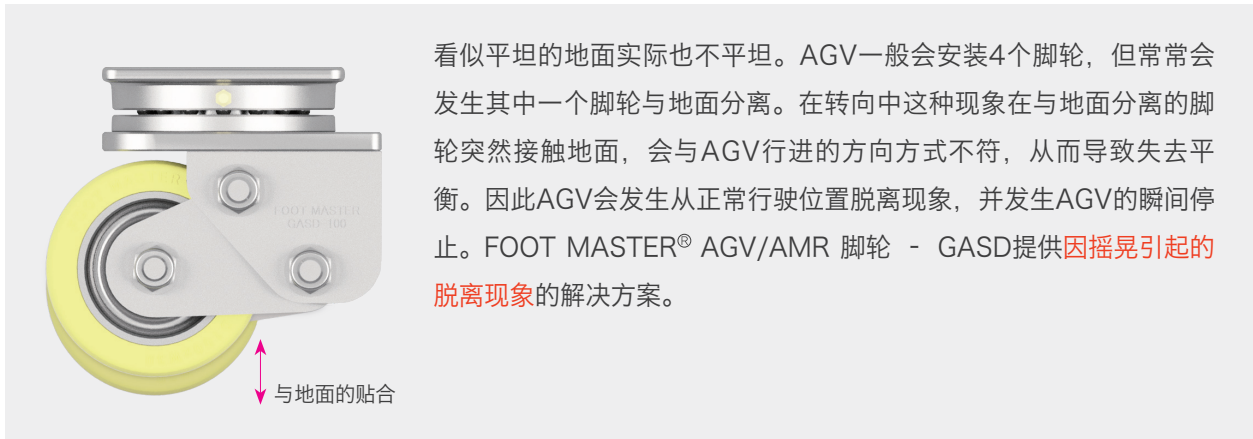 看似平坦的地面实际也不平坦。AGV一般会安装4个脚轮，但常常会
发生其中一个脚轮与地面分离。在转向中这种现象在与地面分离的脚
轮突然接触地面，会与AGV行进的方向方式不符，从而导致失去平
衡。因此AGV会发生从正常行驶位置脱离现象，并发生AGV的瞬间停
止。FOOT MASTER® AGV/AMR 脚轮 - GASD提供因摇晃引起的
脱离现象的解决方案。
FOOT MASTER
GASD 100
与地面的贴合